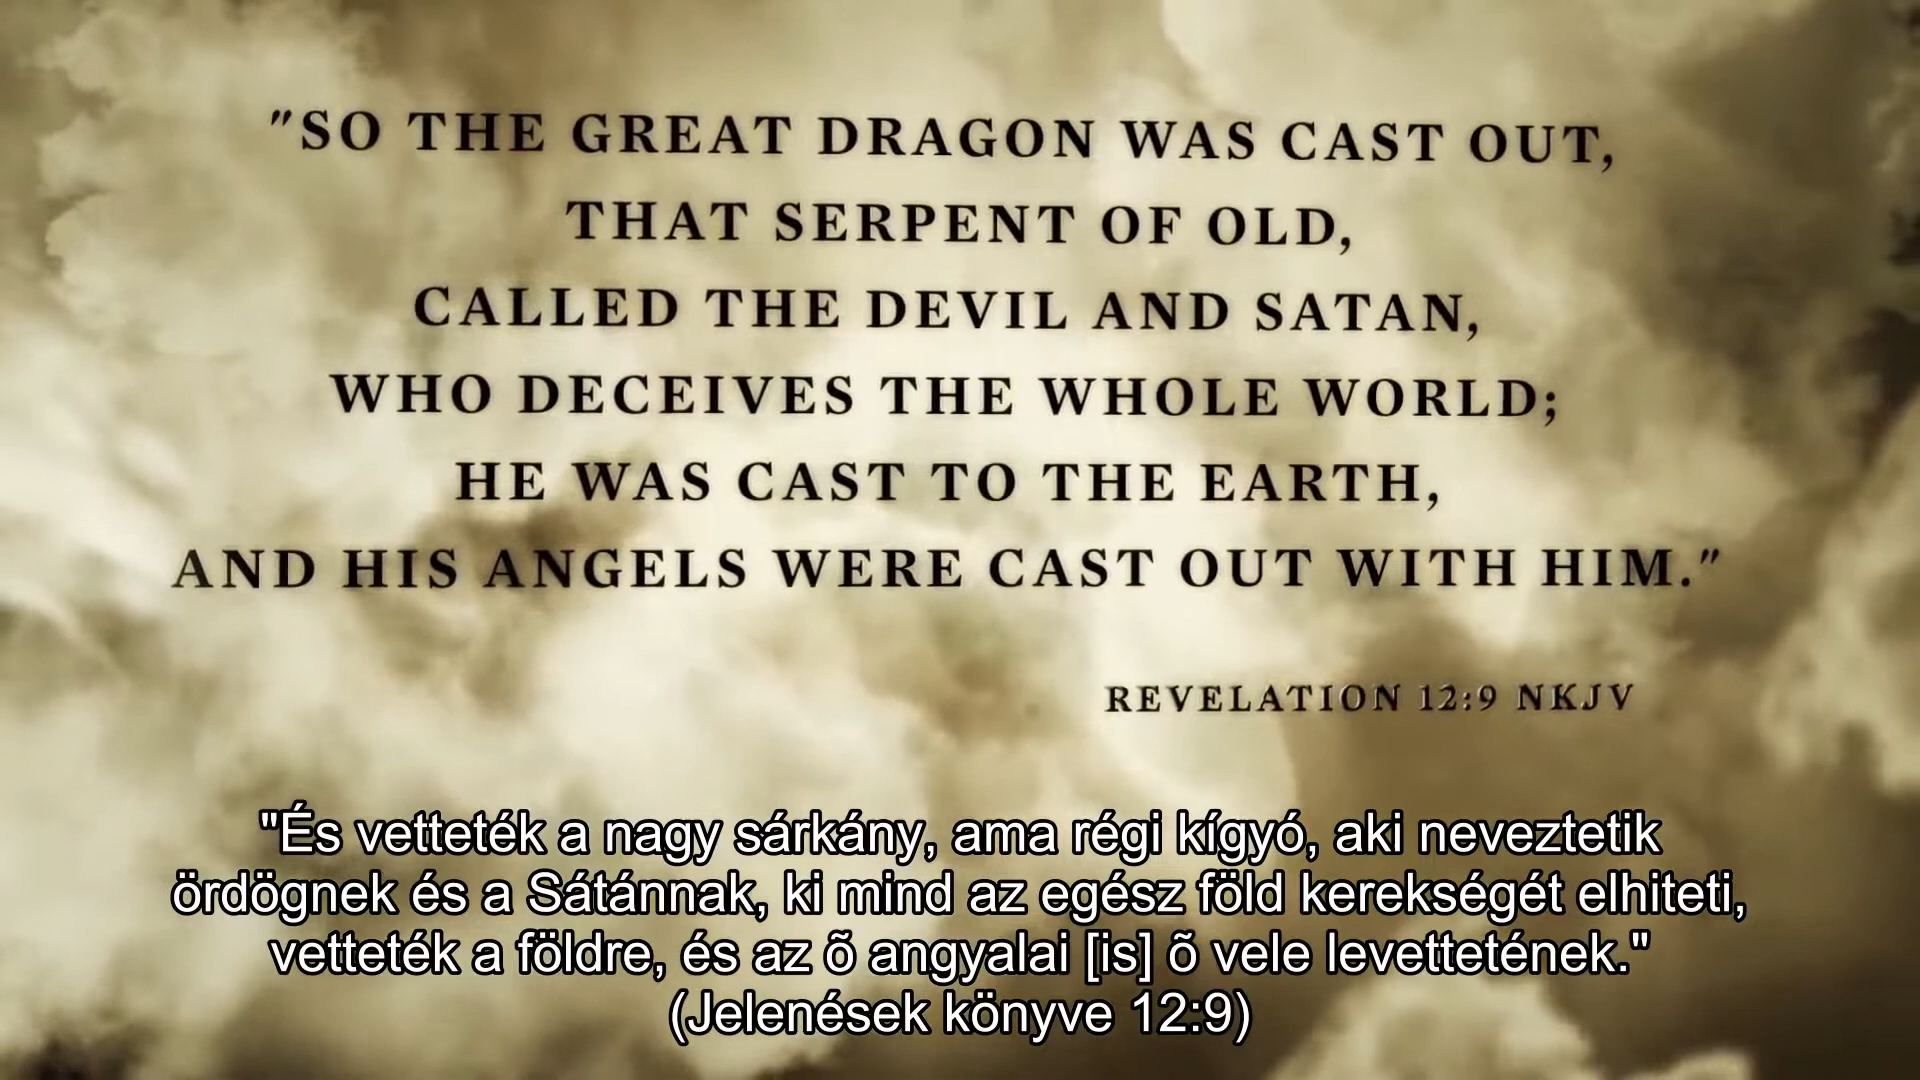 "SO THE GREAT DRAGON WAS CAST OUT,
THAT SERPENT OF OLD,
CALLED THE DEVIL AND SATAN,
WHO DECEIVES THE WHOLE WORLD;
HE WAS CAST TO THE EARTH,
AND HIS ANGELS WERE CAST OUT WITH HIM."
REVELATION 12:9 NKJV
"És vetteték a nagy sárkány, ama régi kígyó, aki neveztetik
ördögnek és a Sátánnak, ki mind az egész föld kerekségét elhiteti,
vetteték a földre, és az õ angyalai [is] õ vele levettetének."
(Jelenések könyve 12:9)